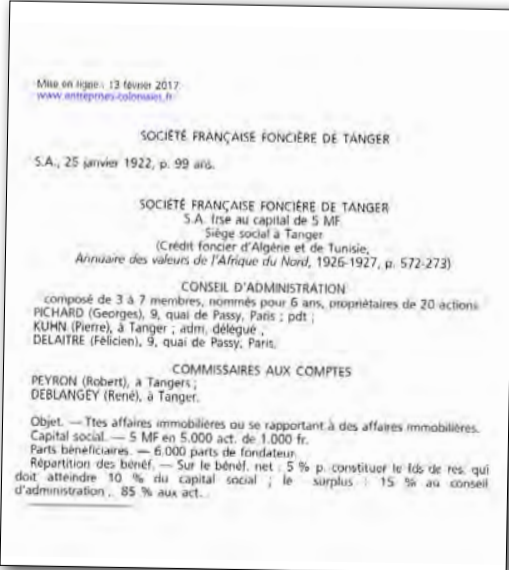 Mise en ligne : 13 février 2017.
www.entreprises-coloniales.fr
SOCIÉTÉ FRANÇAISE FONCIÈRE DE TANGER
S.A., 25 janvier 1922, p. 99 ans.
SOCIÉTÉ FRANÇAISE FONCIÈRE DE TANGER
S.A. frse au capital de 5 MF
Siège social à Tanger
(Crédit foncier d'Algérie et de Tunisie,
Annuaire des valeurs de l'Afrique du Nord, 1926-1927, p. 572-273)
CONSEIL D'ADMINISTRATION
composé de 3 à 7 membres, nommés pour 6 ans, propriétaires de 20 actions
PICHARD (Georges), 9, quai de Passy, Paris ; pdt ;
KUHN (Pierre), à Tanger ; adm. délégué ;
DELAITRE (Félicien), 9, quai de Passy, Paris.
COMMISSAIRES AUX COMPTES
PEYRON (Robert), à Tangers ;
DEBLANGEY (René), à Tanger.
Objet. — Ttes affaires immobilières ou se rapportant à des affaires immobilières.
Capital social. — 5 MF en 5.000 act. de 1.000 fr.
Parts bénéficiaires. — 6.000 parts de fondateur.
Répartition des bénéf. — Sur le bénéf. net : 5 % p. constituer le fds de res. qui
doit atteindre 10 % du capital social ; le surplus : 15 % au conseil
d'administration ; 85 % aux act.